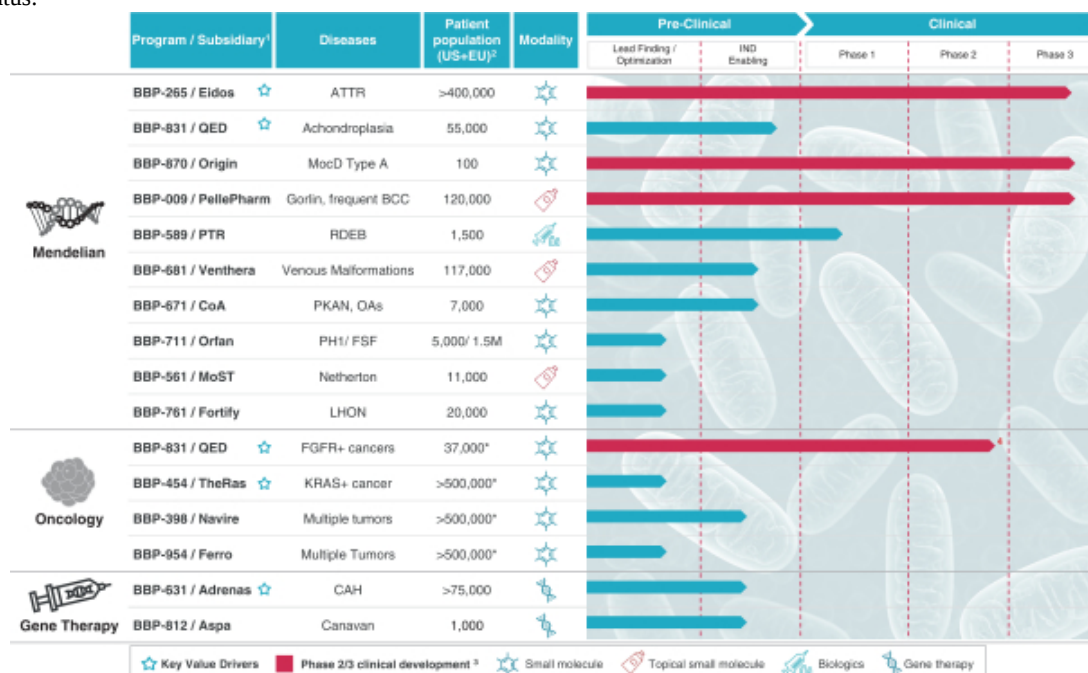 atus.
Program / Subsidiary¹ Diseases Patient population (US+EU)² Modality Pre-Clinical Clinical
Lead Finding / Optimization IND Enabling Phase 1 Phase 2 Phase 3
Mendelian
BBP-265 / Eidos ATTR >400,000
BBP-831 / QED Achondroplasia 55,000
BBP-870 / Origin MocD Type A 100
BBP-009 / PellePharm Gorlin, frequent BCC 120,000
BBP-589 / PTR RDEB 1,500
BBP-681 / Venthera Venous Malformations 117,000
BBP-671 / CoA PKAN, OAs 7,000
BBP-711 / Orfan PH1/ FSF 5,000/ 1.5M
BBP-561 / MoST Netherton 11,000
BBP-761 / Fortify LHON 20,000
Oncology
BBP-831 / QED FGFR+ cancers 37,000* 4
BBP-454 / TheRas KRAS+ cancer >500,000*
BBP-398 / Navire Multiple tumors >500,000*
BBP-954 / Ferro Multiple Tumors >500,000*
Gene Therapy
BBP-631 / Adrenas CAH >75,000
BBP-812 / Aspa Canavan 1,000
Key Value Drivers Phase 2/3 clinical development ³ Small molecule Topical small molecule Biologics Gene therapy